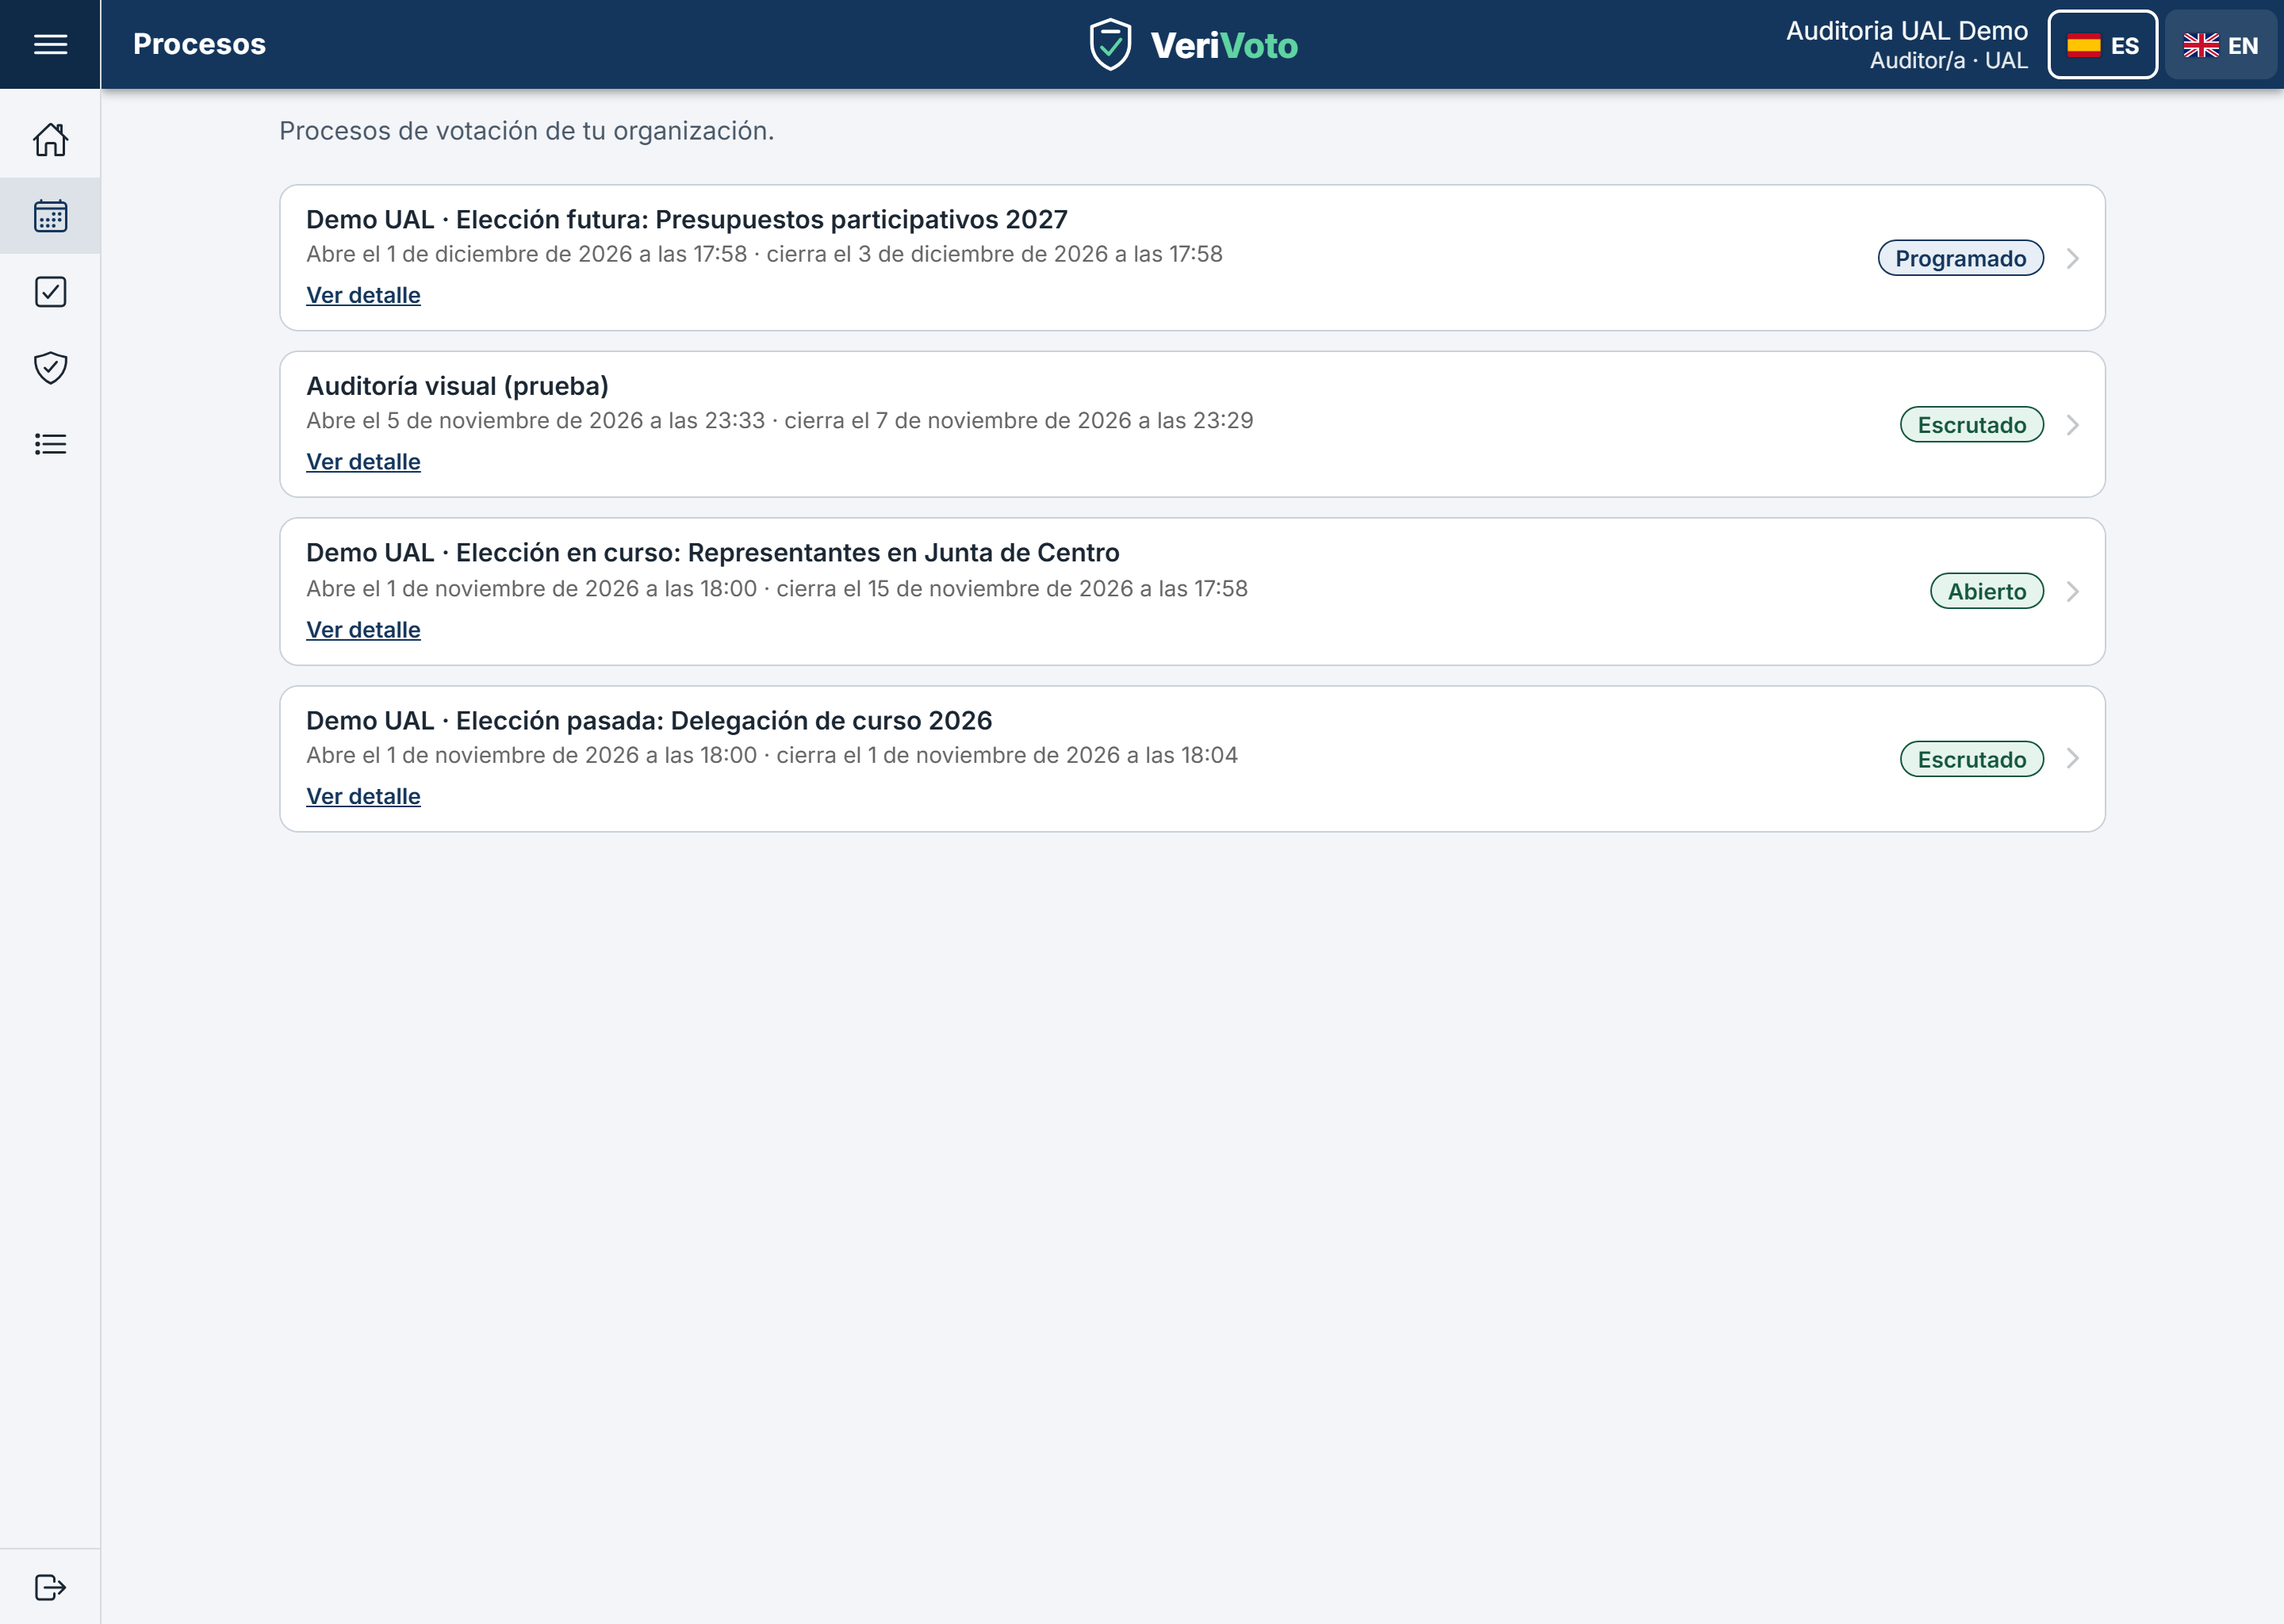 Procesos
VeriVoto
Auditoria UAL Demo
Auditor/a · UAL
ES
EN
Procesos de votación de tu organización.
Demo UAL · Elección futura: Presupuestos participativos 2027
Abre el 1 de diciembre de 2026 a las 17:58 · cierra el 3 de diciembre de 2026 a las 17:58
Ver detalle
Programado
Auditoría visual (prueba)
Abre el 5 de noviembre de 2026 a las 23:33 · cierra el 7 de noviembre de 2026 a las 23:29
Ver detalle
Escrutado
Demo UAL · Elección en curso: Representantes en Junta de Centro
Abre el 1 de noviembre de 2026 a las 18:00 · cierra el 15 de noviembre de 2026 a las 17:58
Ver detalle
Abierto
Demo UAL · Elección pasada: Delegación de curso 2026
Abre el 1 de noviembre de 2026 a las 18:00 · cierra el 1 de noviembre de 2026 a las 18:04
Ver detalle
Escrutado